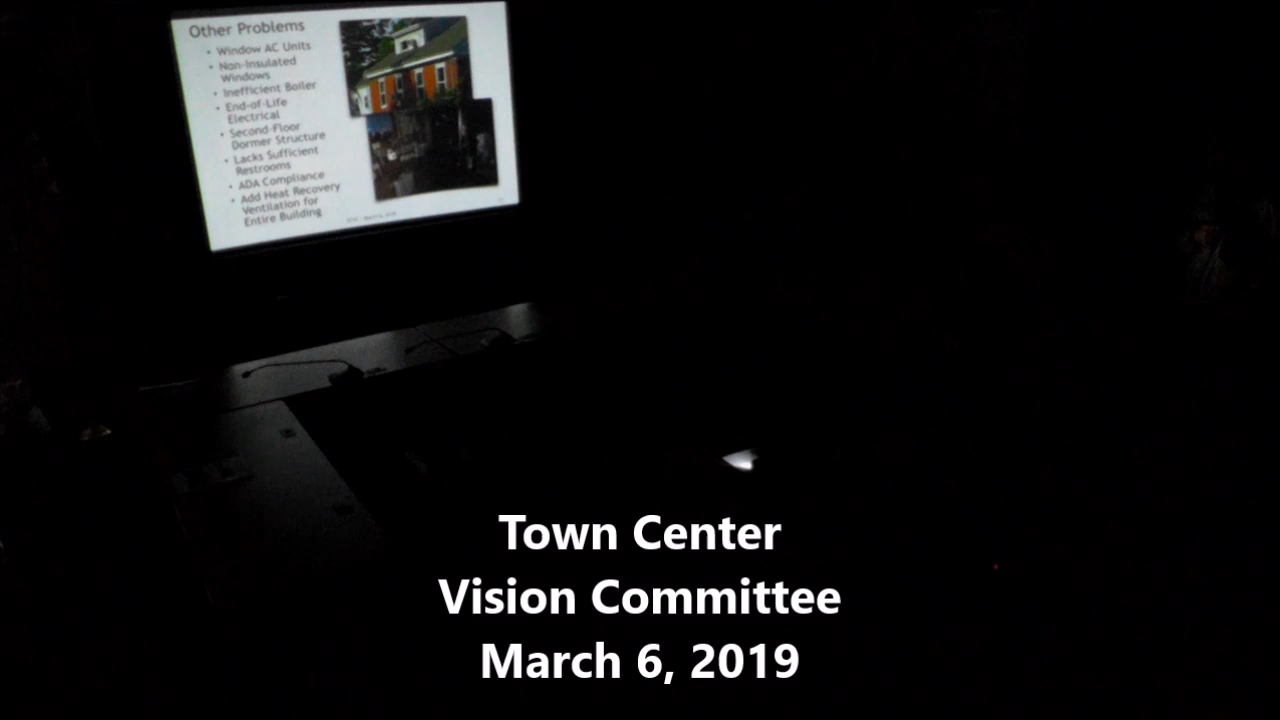 Other Problems
• Window AC Units
• Non-Insulated
Windows
• Inefficient Boiler
• End-of-Life
Electrical
• Second-Floor
Dormer Structure
• Lacks Sufficient
Restrooms
• ADA Compliance
• Add Heat Recovery
Ventilation for
Entire Building
Town Center
Vision Committee
March 6, 2019